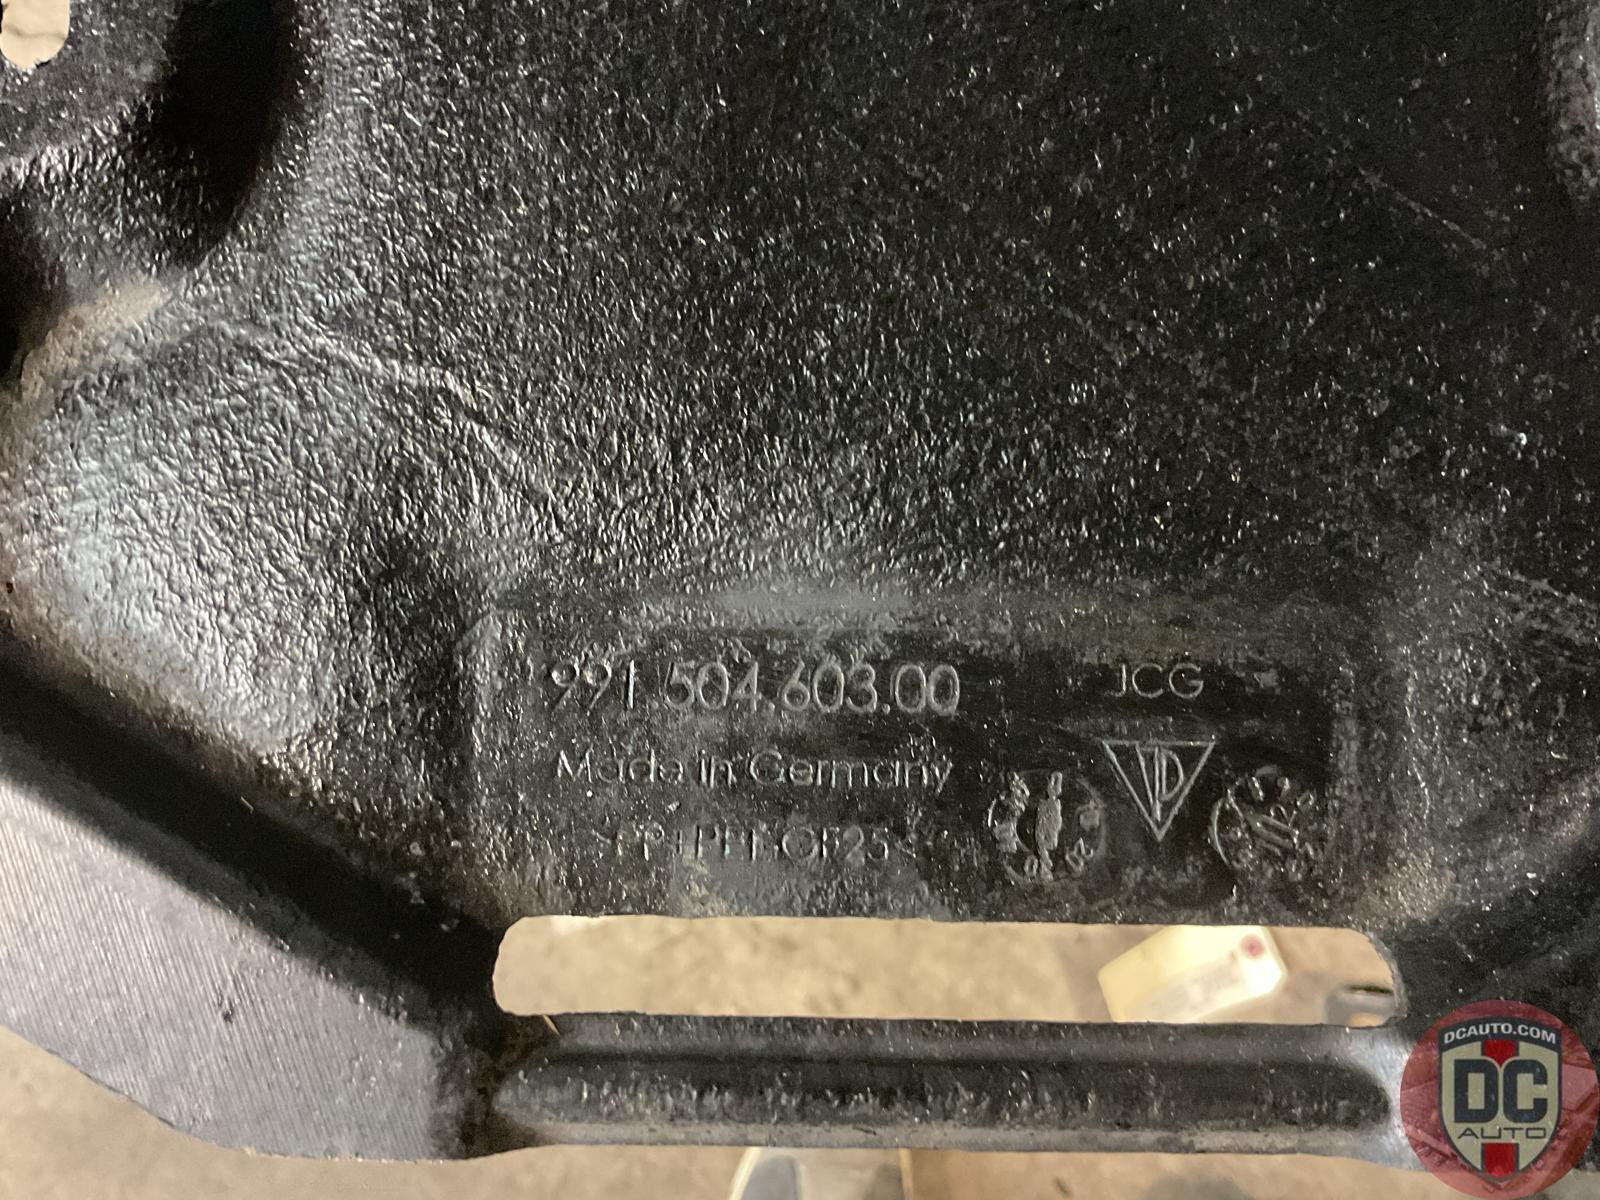 991.504.603.00
JCG
Made in Germany
DCAUTO.COM
DC
AUTO